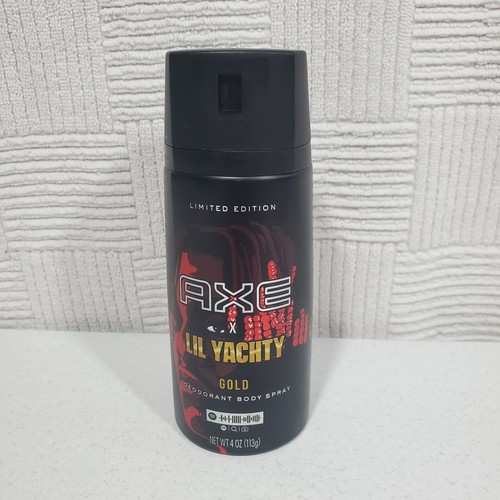 LIMITED EDITION
AXE
X
LIL YACHTY
GOLD
DEODORANT BODY SPRAY
NET WT 4 OZ (113g)